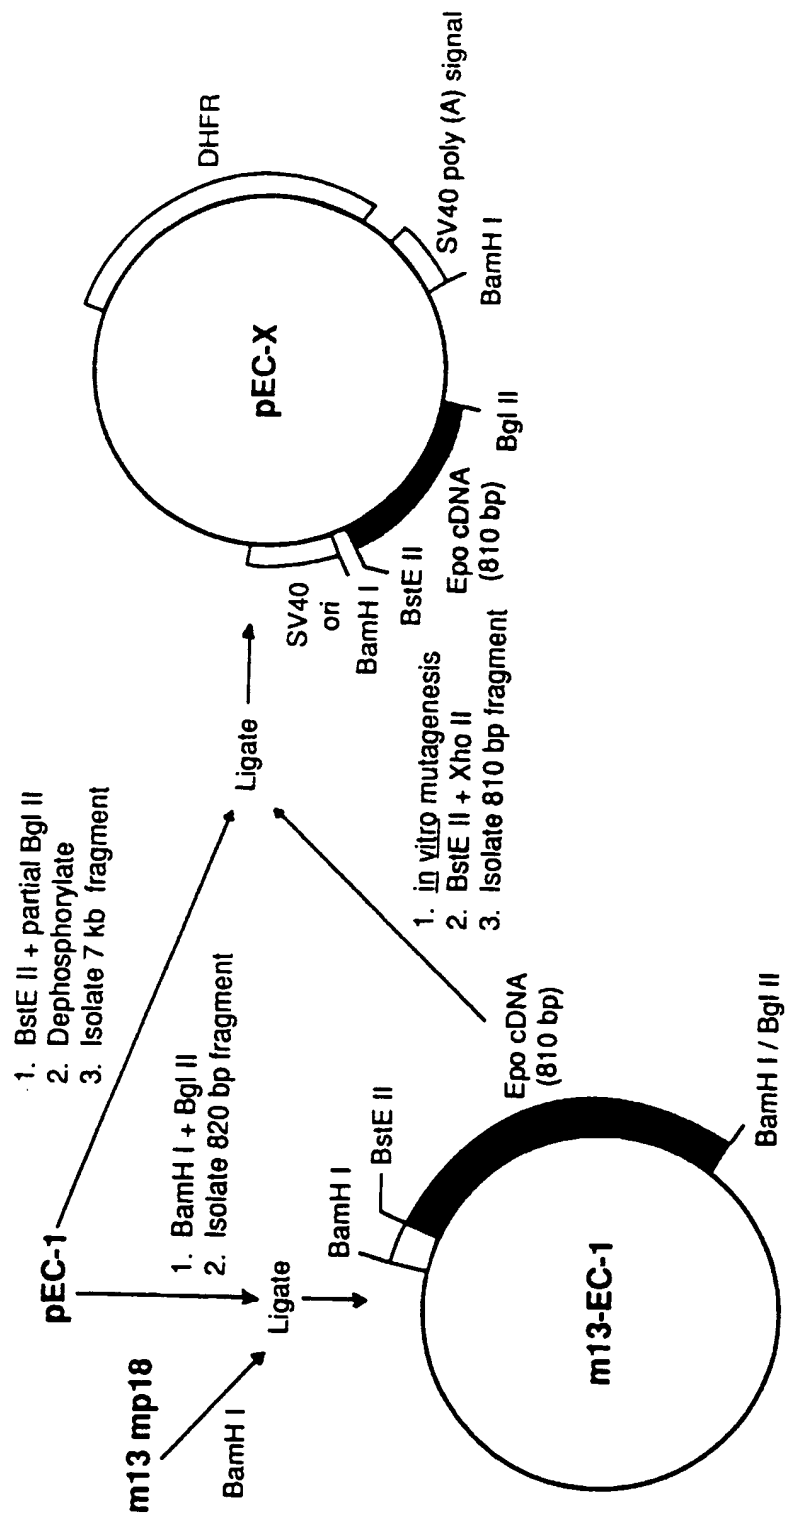 pEC-1
1. BstE II + partial Bgl II
2. Dephosphorylate
3. Isolate 7 kb fragment
m13 mp18
BamH I
1. BamH I + Bgl II
2. Isolate 820 bp fragment
Ligate
Ligate
BamH I
BstE II
Epo cDNA
(810 bp)
m13-EC-1
BamH I / Bgl II
1. in vitro mutagenesis
2. BstE II + Xho II
3. Isolate 810 bp fragment
DHFR
pEC-X
SV40
ori
BamH I
BstE II
Epo cDNA
(810 bp)
Bgl II
BamH I
SV40 poly (A) signal